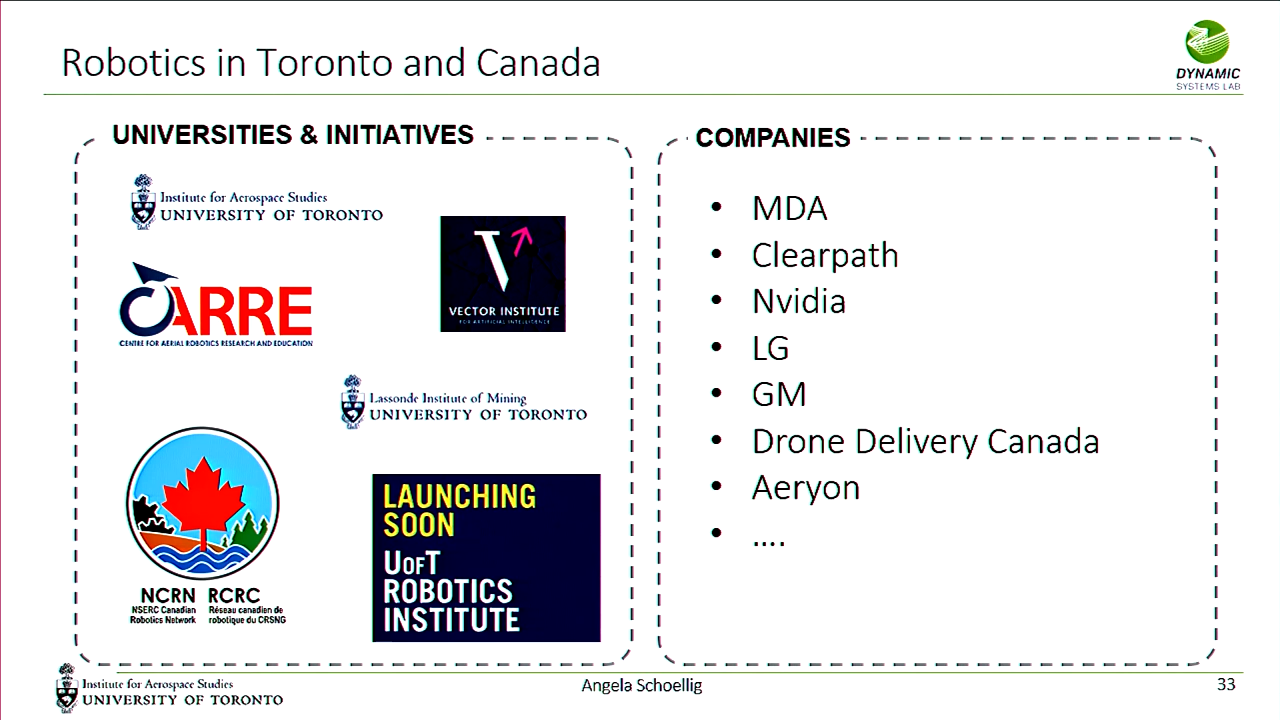 Robotics in Toronto and Canada
DYNAMIC
SYSTEMS LAB
UNIVERSITIES & INITIATIVES
Institute for Aerospace Studies
UNIVERSITY OF TORONTO
VECTOR INSTITUTE
FOR ARTIFICIAL INTELLIGENCE
CARRE
CENTRE FOR AERIAL ROBOTICS RESEARCH AND EDUCATION
Lassonde Institute of Mining
UNIVERSITY OF TORONTO
NCRN RCRC
NSERC Canadian Réseau canadien de
Robotics Network robotique du CRSNG
LAUNCHING
SOON
UOFT
ROBOTICS
INSTITUTE
COMPANIES
• MDA
• Clearpath
• Nvidia
• LG
• GM
• Drone Delivery Canada
• Aeryon
• ....
Institute for Aerospace Studies
UNIVERSITY OF TORONTO
Angela Schoellig
33